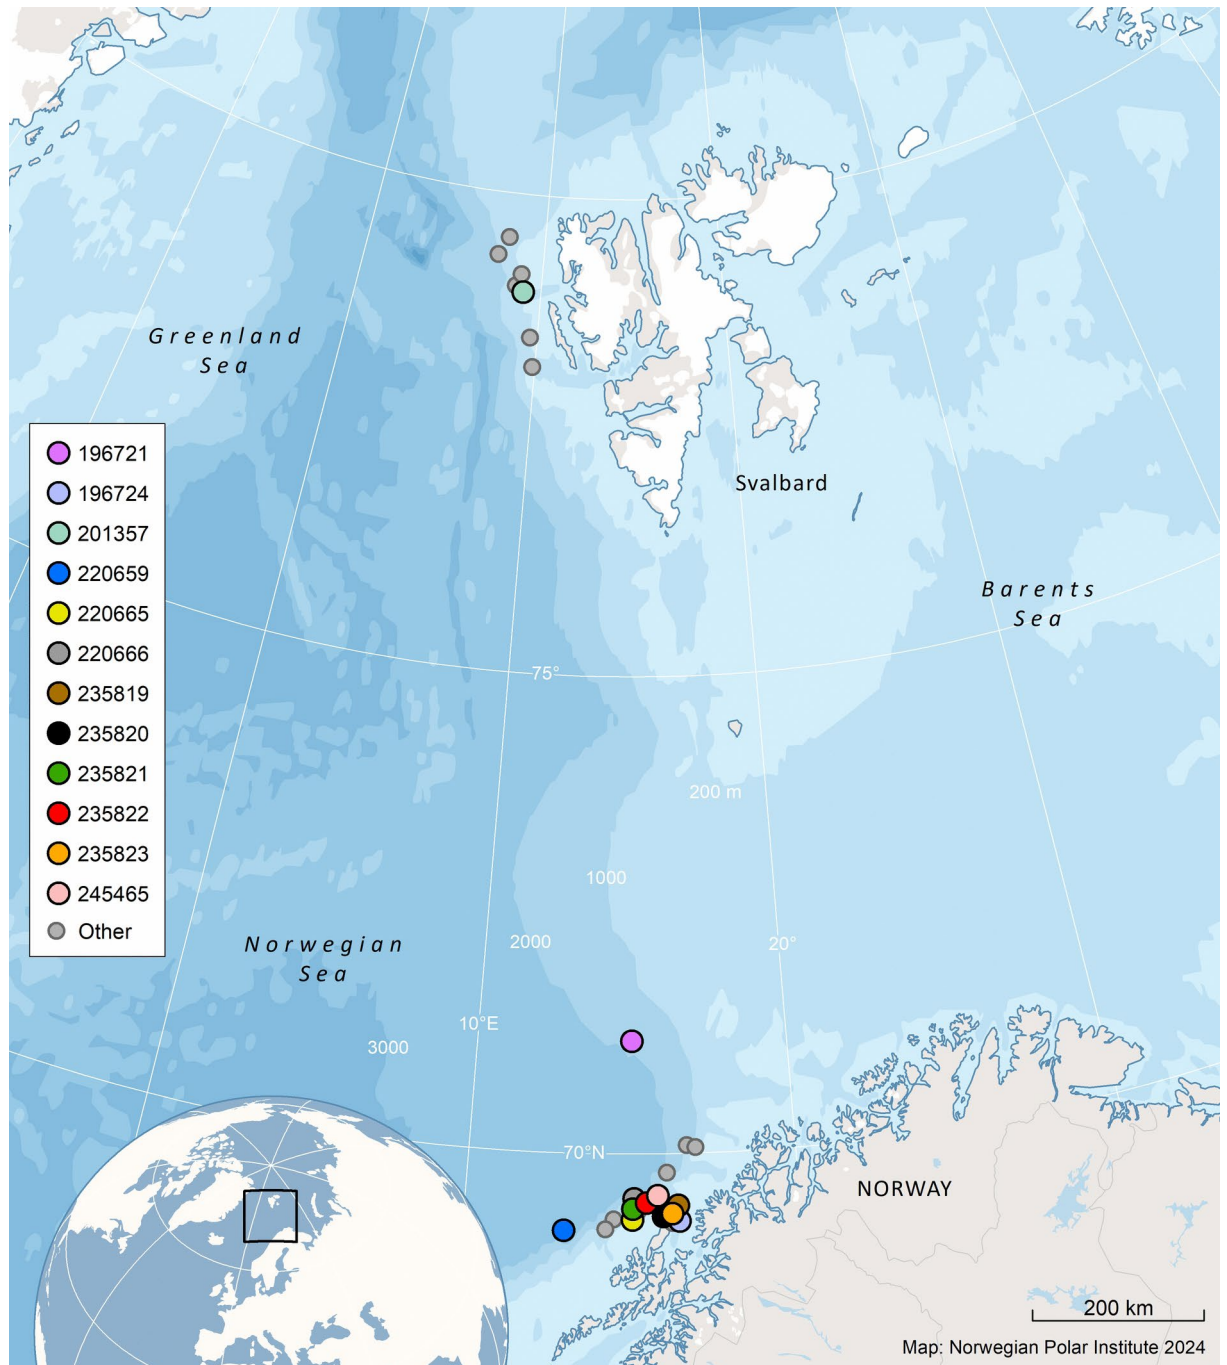 Greenland
Sea
196721
196724
201357
220659
220665
220666
235819
235820
235821
235822
235823
245465
Other
Svalbard
Barents
Sea
75°
200 m
1000
2000
20°
Norwegian
Sea
10°E
3000
70°N
NORWAY
200 km
Map: Norwegian Polar Institute 2024